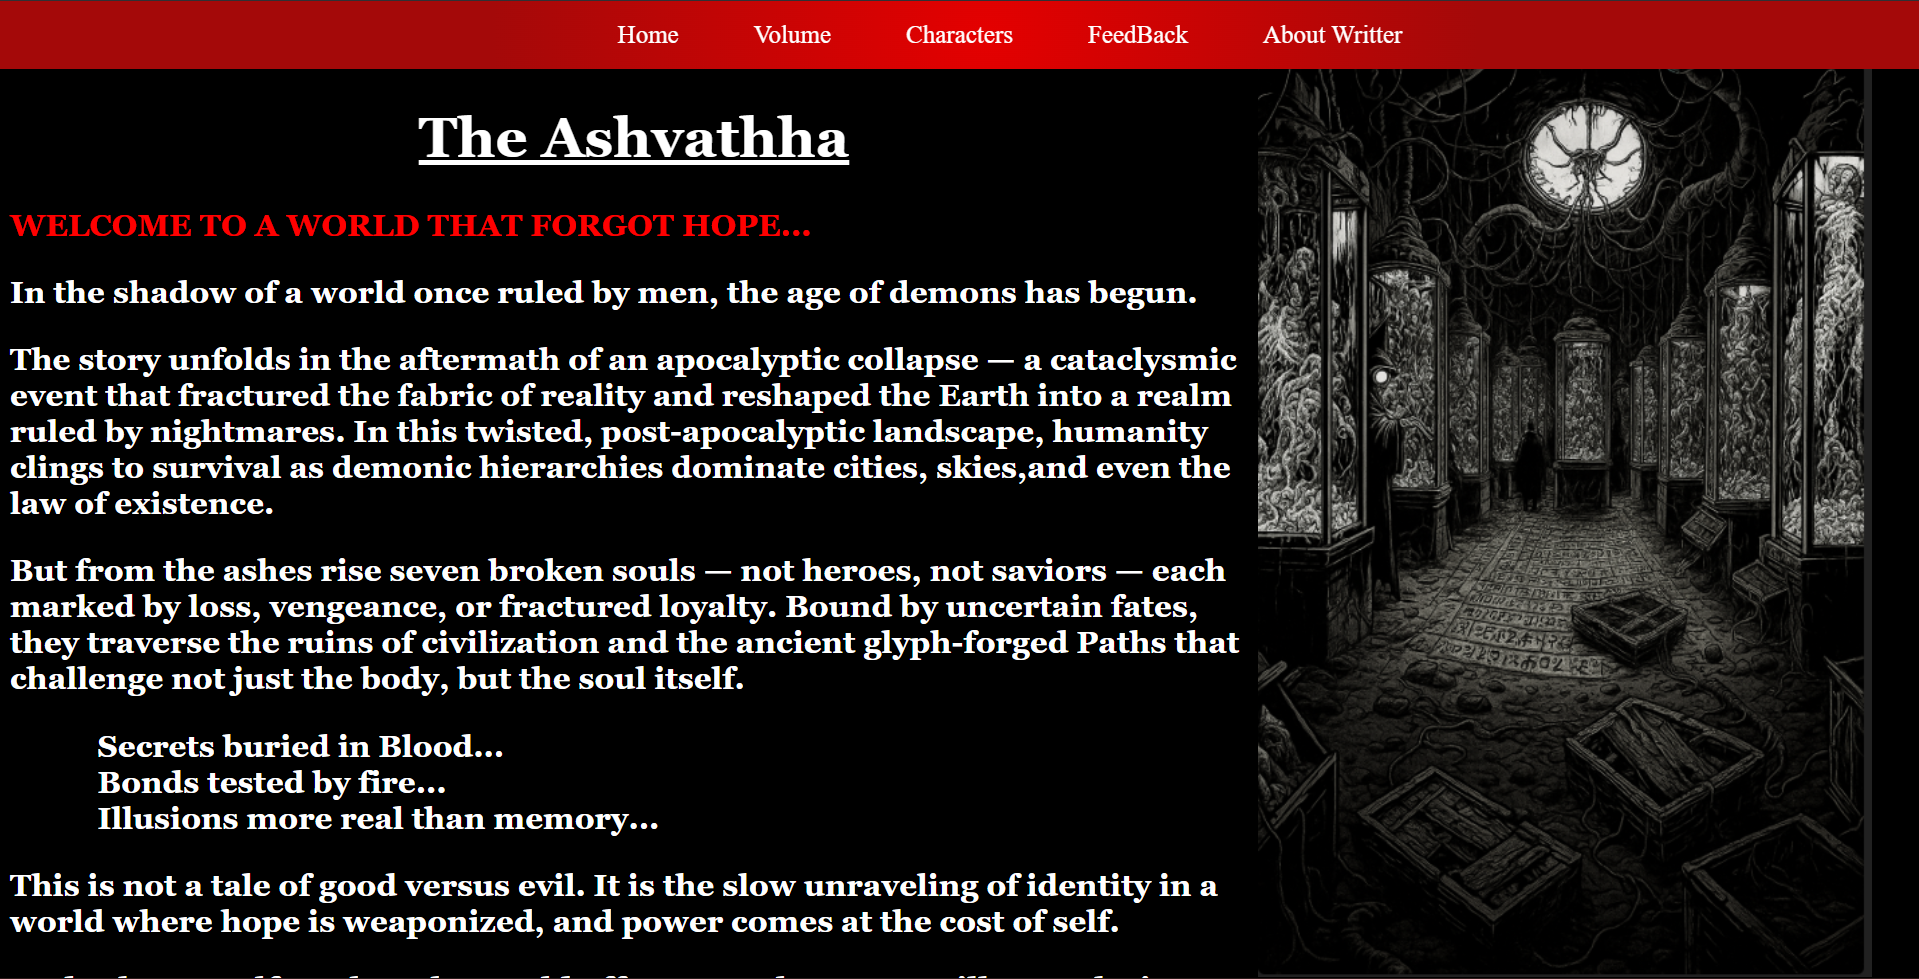 Home Volume Characters FeedBack About Writter
The Ashvathha
WELCOME TO A WORLD THAT FORGOT HOPE...
In the shadow of a world once ruled by men, the age of demons has begun.
The story unfolds in the aftermath of an apocalyptic collapse — a cataclysmic
event that fractured the fabric of reality and reshaped the Earth into a realm
ruled by nightmares. In this twisted, post-apocalyptic landscape, humanity
clings to survival as demonic hierarchies dominate cities, skies,and even the
law of existence.
But from the ashes rise seven broken souls — not heroes, not saviors — each
marked by loss, vengeance, or fractured loyalty. Bound by uncertain fates,
they traverse the ruins of civilization and the ancient glyph-forged Paths that
challenge not just the body, but the soul itself.
Secrets buried in Blood...
Bonds tested by fire...
Illusions more real than memory...
This is not a tale of good versus evil. It is the slow unraveling of identity in a
world where hope is weaponized, and power comes at the cost of self.